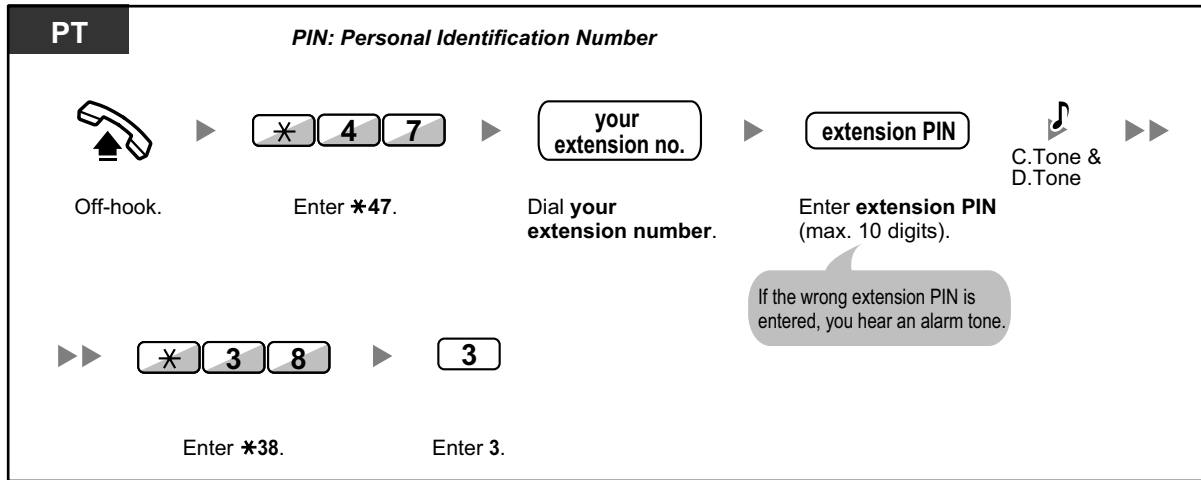 PT
PIN: Personal Identification Number
✳ 4 7
your
extension no.
extension PIN
C.Tone &
D.Tone
Off-hook.
Enter ✳47.
Dial your
extension number.
Enter extension PIN
(max. 10 digits).
If the wrong extension PIN is
entered, you hear an alarm tone.
✳ 3 8
3
Enter ✳38.
Enter 3.